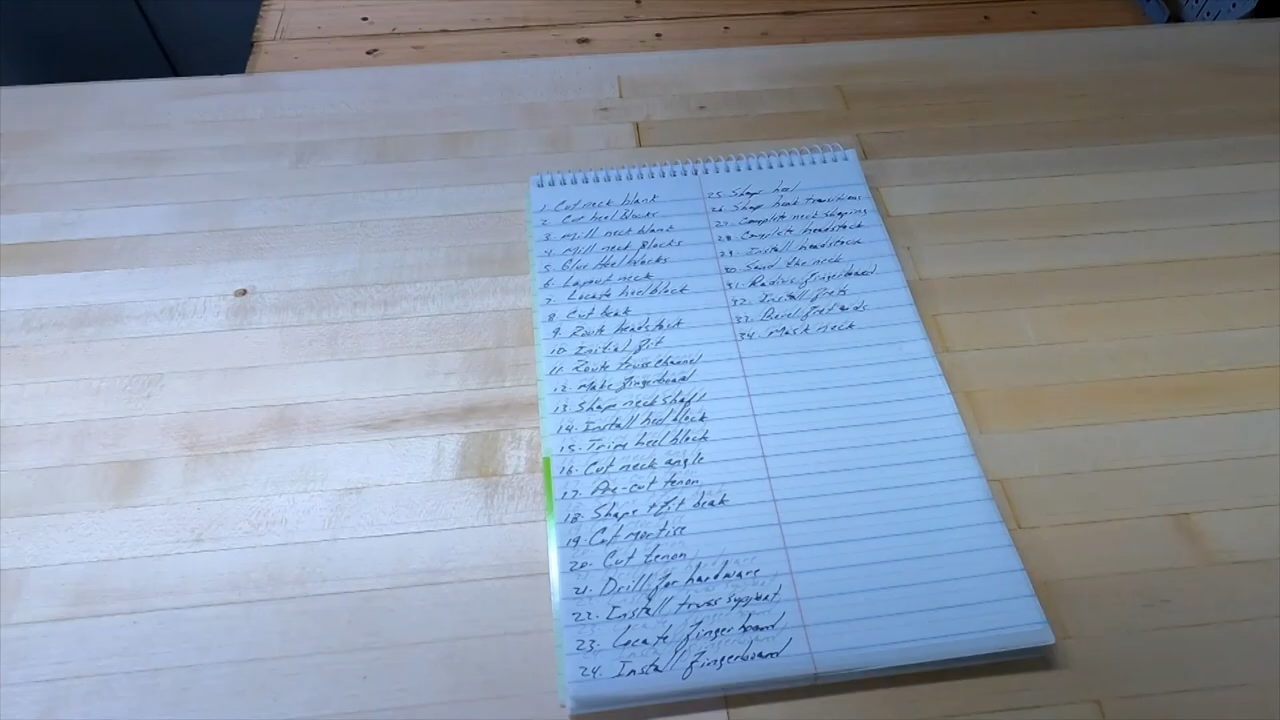 1. Cut neck blank
2. Cut heel blocks
3. Mill neck blank
4. Mill neck blocks
5. Glue Heel blocks
6. Layout neck
7. Locate heel block
8. Cut beak
9. Route headstock
10. Initial fit
11. Route truss channel
12. Make fingerboard
13. Shape neck shaft
14. Install heel block
15. Trim heel block
16. Cut neck angle
17. Pre-cut tenon
18. Shape + fit beak
19. Cut mortise
20. Cut tenon
21. Drill for hardware
22. Install truss support
23. Locate fingerboard
24. Install fingerboard
25. Shape heel
26. Shape beak transitions
27. Complete neck shaping
28. Complete headstock
29. Install headstock
30. Sand the neck
31. Radius fingerboard
32. Install frets
33. Bevel fret ends
34. Mask neck